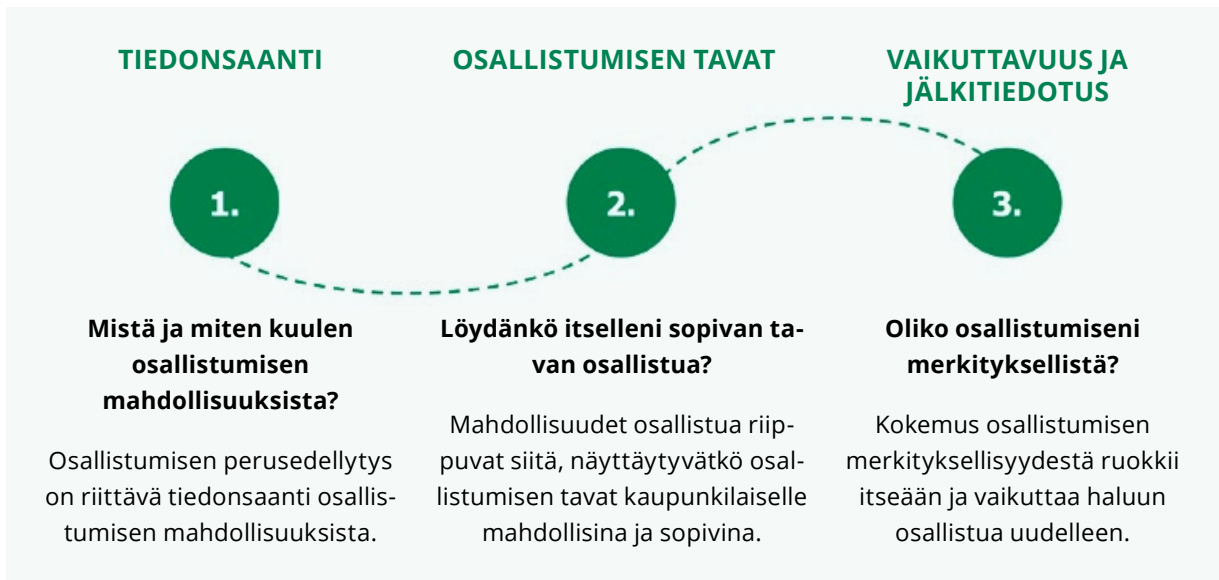 TIEDONSAANTI
1.
Mistä ja miten kuulen
osallistumisen
mahdollisuuksista?
Osallistumisen perusedellytys
on riittävä tiedonsaanti osallis-
tumisen mahdollisuuksista.
OSALLISTUMISEN TAVAT
2.
Löydänkö itselleni sopivan ta-
van osallistua?
Mahdollisuudet osallistua riip-
puvat siitä, näyttäytyvätkö osal-
listumisen tavat kaupunkilaiselle
mahdollisina ja sopivina.
VAIKUTTAVUUS JA
JÄLKITIEDOTUS
3.
Oliko osallistumiseni
merkityksellistä?
Kokemus osallistumisen
merkityksellisyydestä ruokkii
itseään ja vaikuttaa haluun
osallistua uudelleen.